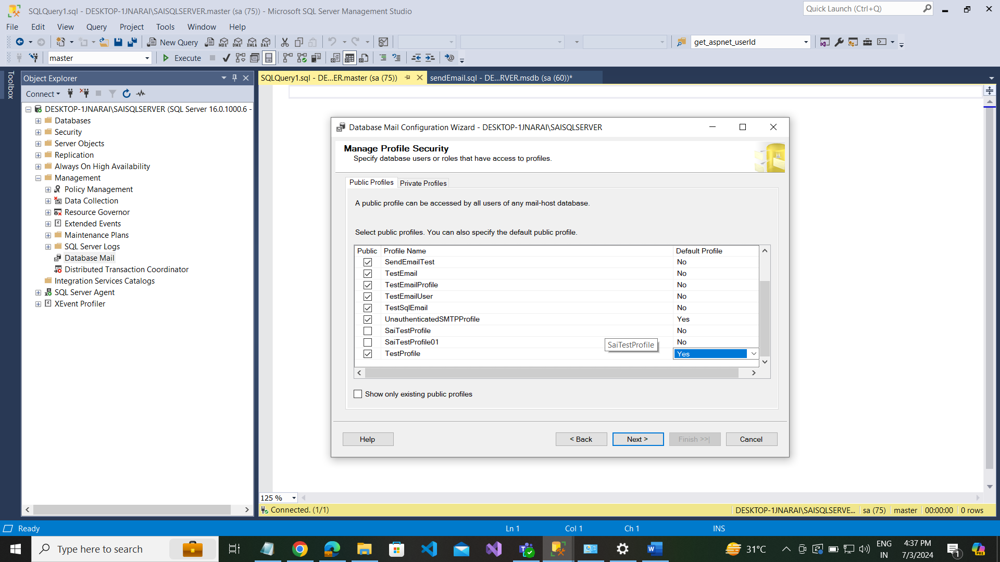 SQLQuery1.sql - DESKTOP-1JNARAI\SAISQLSERVER.master (sa (75)) - Microsoft SQL Server Management Studio
Quick Launch (Ctrl+Q)
File Edit View Query Project Tools Window Help
New Query MDX DMX XMLA DAX get_aspnet_userId
master Execute
Toolbox
Object Explorer
SQLQuery1.sql - DE...ER.master (sa (75)) sendEmail.sql - DE...RVER.msdb (sa (60))*
Connect
DESKTOP-1JNARAI\SAISQLSERVER (SQL Server 16.0.1000.6 -
Databases
Security
Server Objects
Replication
Always On High Availability
Management
Policy Management
Data Collection
Resource Governor
Extended Events
Maintenance Plans
SQL Server Logs
Database Mail
Distributed Transaction Coordinator
Integration Services Catalogs
SQL Server Agent
XEvent Profiler
Database Mail Configuration Wizard - DESKTOP-1JNARAI\SAISQLSERVER
Manage Profile Security
Specify database users or roles that have access to profiles.
Public Profiles Private Profiles
A public profile can be accessed by all users of any mail-host database.
Select public profiles. You can also specify the default public profile.
Public Profile Name Default Profile
SendEmailTest No
TestEmail No
TestEmailProfile No
TestEmailUser No
TestSqlEmail No
UnauthenticatedSMTPProfile Yes
SaiTestProfile No
SaiTestProfile01 No
SaiTestProfile
TestProfile Yes
Show only existing public profiles
Help < Back Next > Finish >>| Cancel
125 %
Connected. (1/1) DESKTOP-1JNARAI\SAISQLSERVE... sa (75) master 00:00:00 0 rows
Ready Ln 1 Col 1 Ch 1 INS
Type here to search
31°C
ENG
IN
4:37 PM
7/3/2024
1
PRE